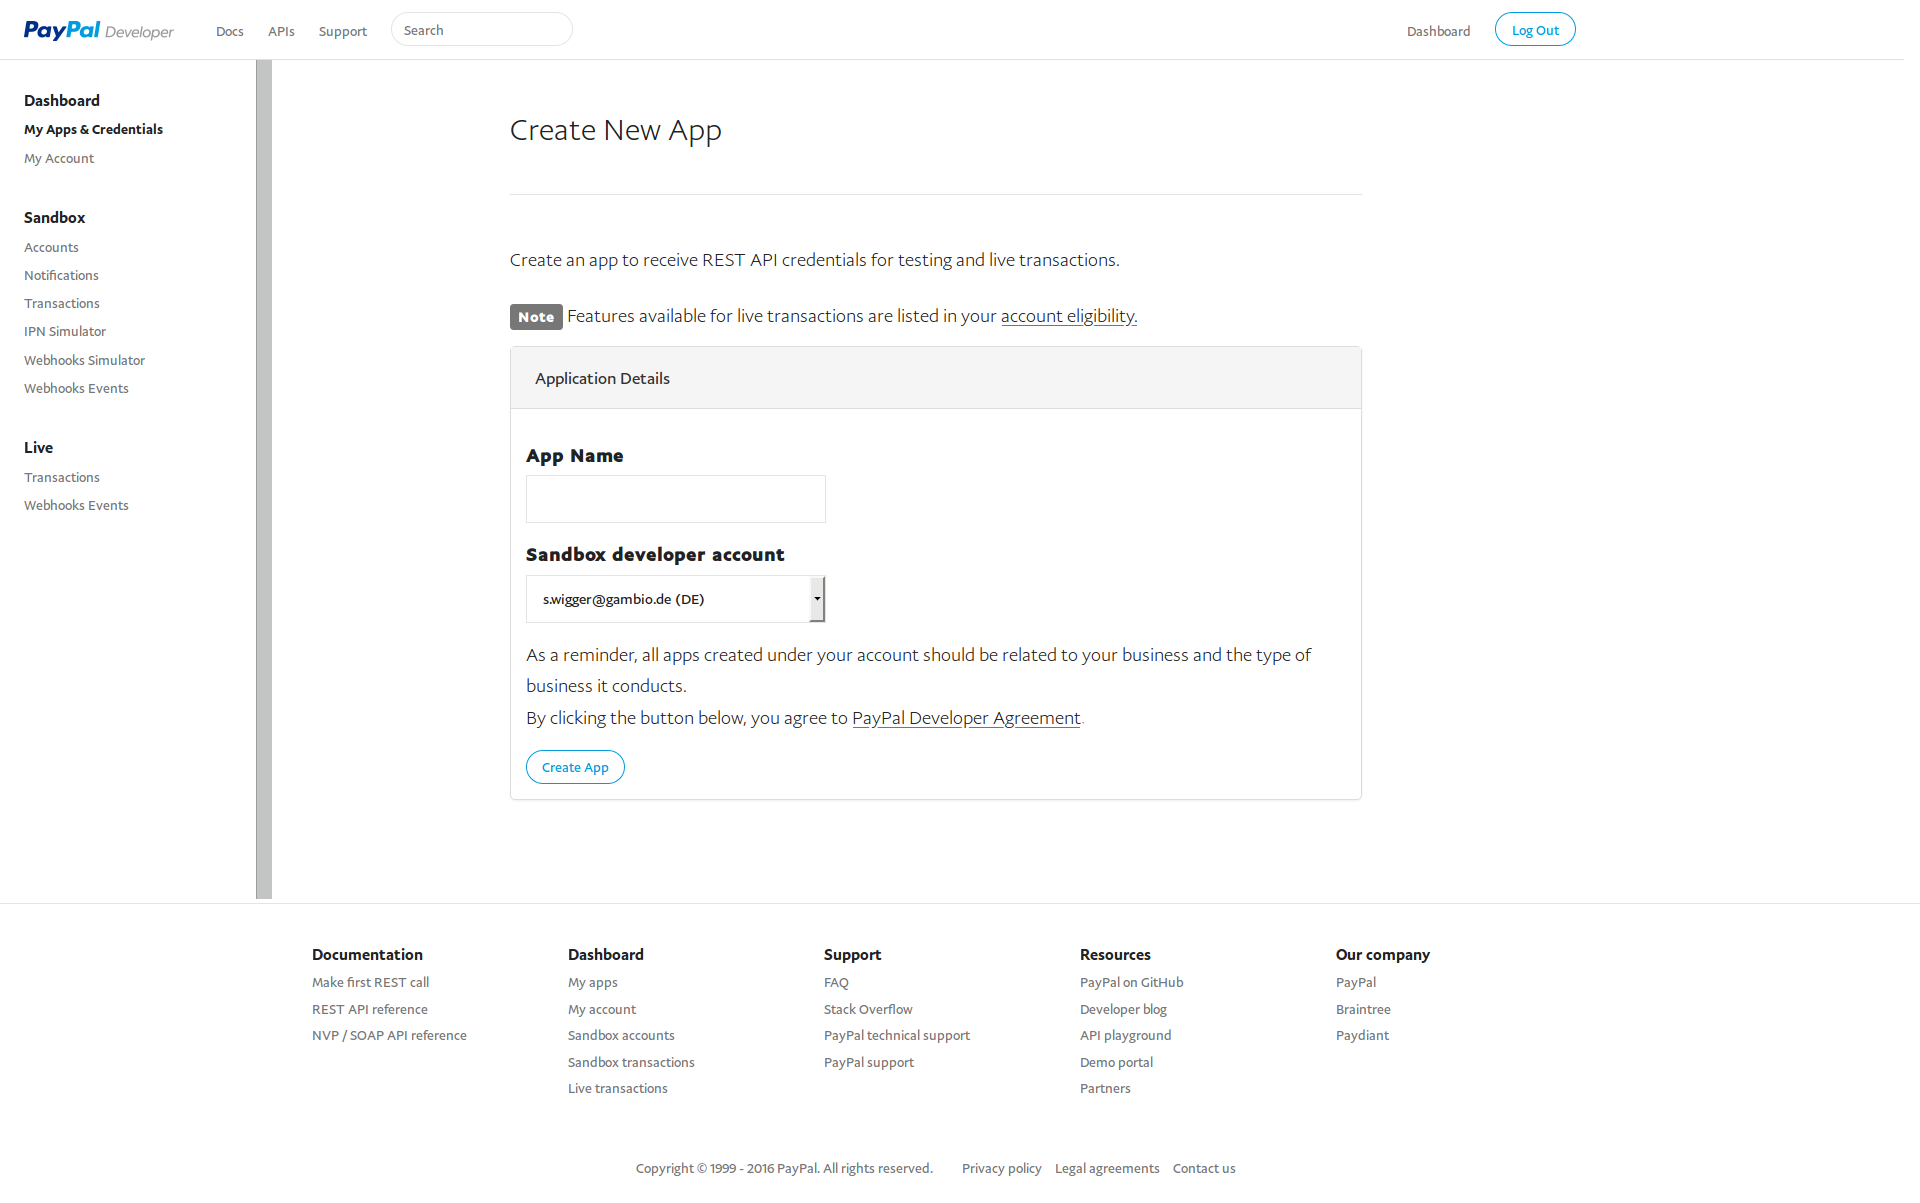 PayPal Developer
Docs
APIs
Support
Search
Dashboard
Log Out
Dashboard
My Apps & Credentials
My Account
Sandbox
Accounts
Notifications
Transactions
IPN Simulator
Webhooks Simulator
Webhooks Events
Live
Transactions
Webhooks Events
Create New App
Create an app to receive REST API credentials for testing and live transactions.
Note Features available for live transactions are listed in your account eligibility.
Application Details
App Name
Sandbox developer account
s.wigger@gambio.de (DE)
As a reminder, all apps created under your account should be related to your business and the type of
business it conducts.
By clicking the button below, you agree to PayPal Developer Agreement.
Create App
Documentation
Make first REST call
REST API reference
NVP / SOAP API reference
Dashboard
My apps
My account
Sandbox accounts
Sandbox transactions
Live transactions
Support
FAQ
Stack Overflow
PayPal technical support
PayPal support
Resources
PayPal on GitHub
Developer blog
API playground
Demo portal
Partners
Our company
PayPal
Braintree
Paydiant
Copyright © 1999 - 2016 PayPal. All rights reserved.
Privacy policy
Legal agreements
Contact us